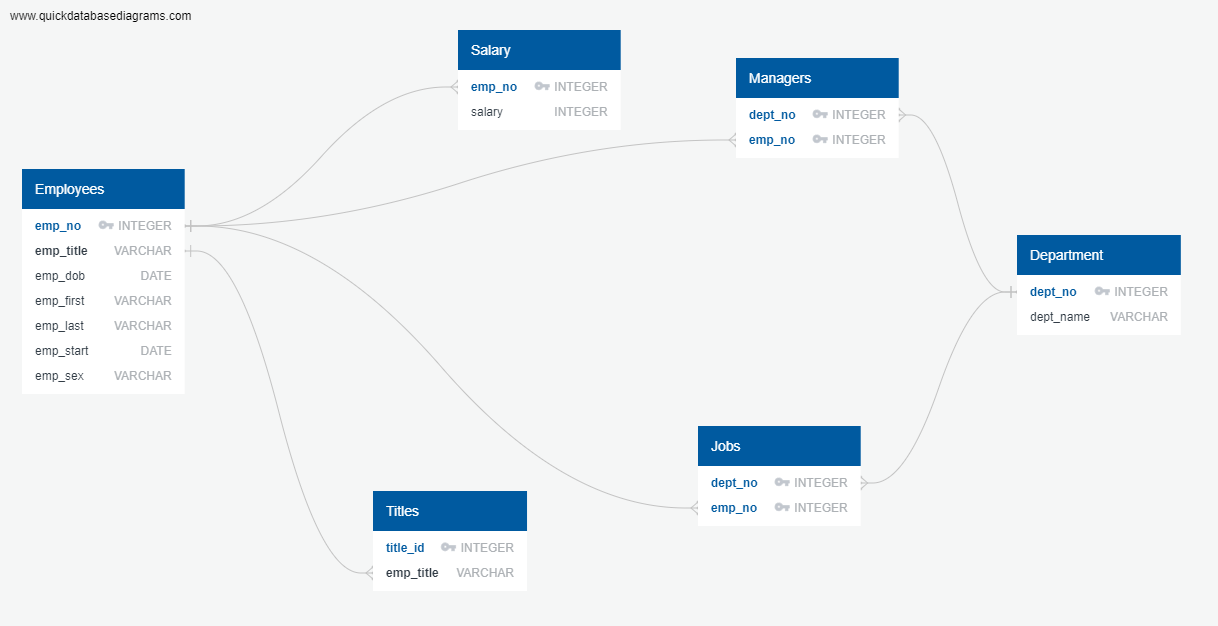 www.quickdatabasediagrams.com
Salary
emp_no INTEGER
salary INTEGER
Managers
dept_no INTEGER
emp_no INTEGER
Employees
emp_no INTEGER
emp_title VARCHAR
emp_dob DATE
emp_first VARCHAR
emp_last VARCHAR
emp_start DATE
emp_sex VARCHAR
Department
dept_no INTEGER
dept_name VARCHAR
Jobs
dept_no INTEGER
emp_no INTEGER
Titles
title_id INTEGER
emp_title VARCHAR